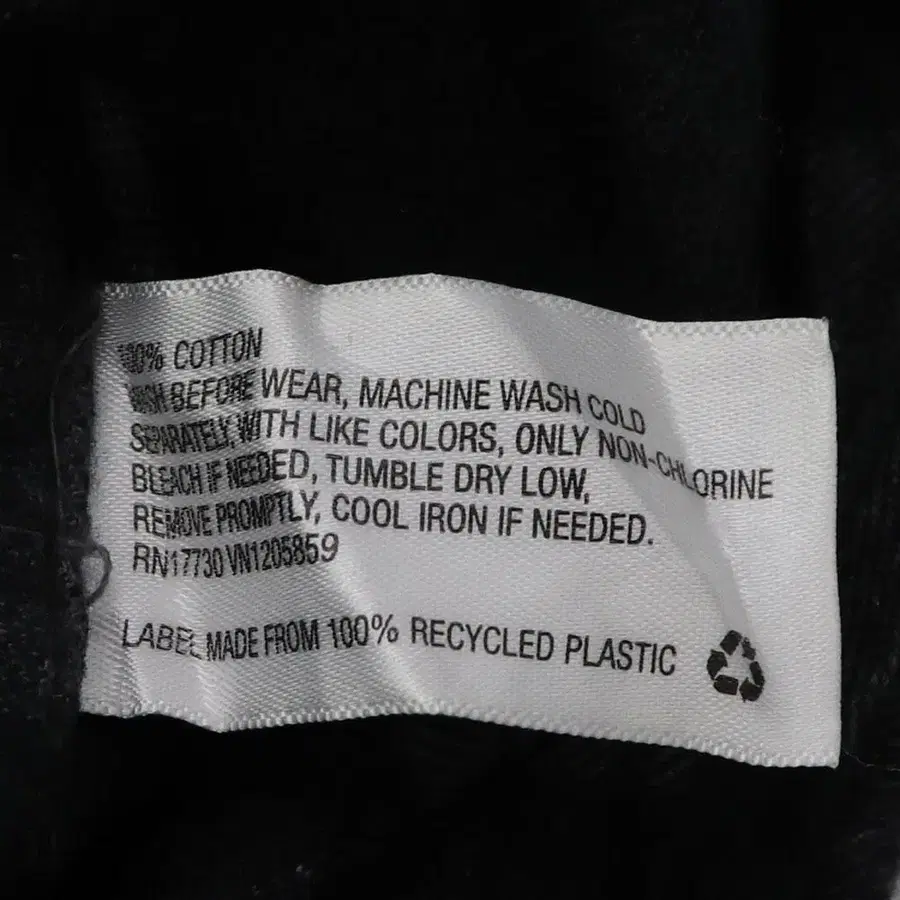 100% COTTON
WASH BEFORE WEAR, MACHINE WASH COLD
SEPARATELY, WITH LIKE COLORS, ONLY NON-CHLORINE
BLEACH IF NEEDED, TUMBLE DRY LOW,
REMOVE PROMPTLY, COOL IRON IF NEEDED.
RN17730 VN1205859
LABEL MADE FROM 100% RECYCLED PLASTIC